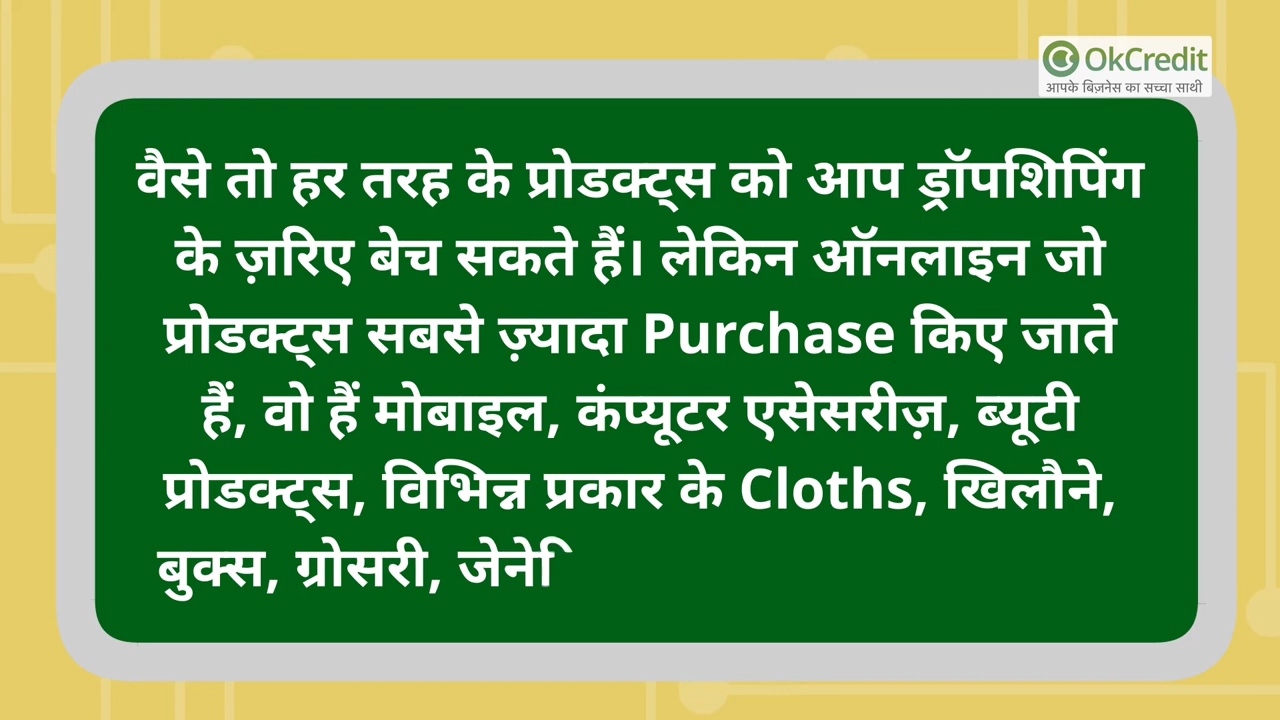 OkCredit
आपके बिज़नेस का सच्चा साथी
वैसे तो हर तरह के प्रोडक्ट्स को आप ड्रॉपशिपिंग
के ज़रिए बेच सकते हैं। लेकिन ऑनलाइन जो
प्रोडक्ट्स सबसे ज़्यादा Purchase किए जाते
हैं, वो हैं मोबाइल, कंप्यूटर एसेसरीज़, ब्यूटी
प्रोडक्ट्स, विभिन्न प्रकार के Cloths, खिलौने,
बुक्स, ग्रोसरी, जेनेि